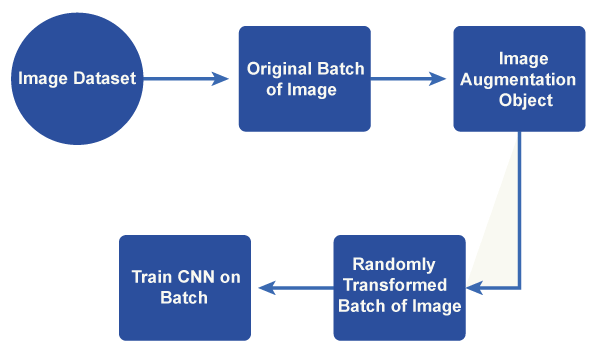 Image Dataset
Original Batch
of Image
Image
Augmentation
Object
Randomly
Transformed
Batch of Image
Train CNN on
Batch